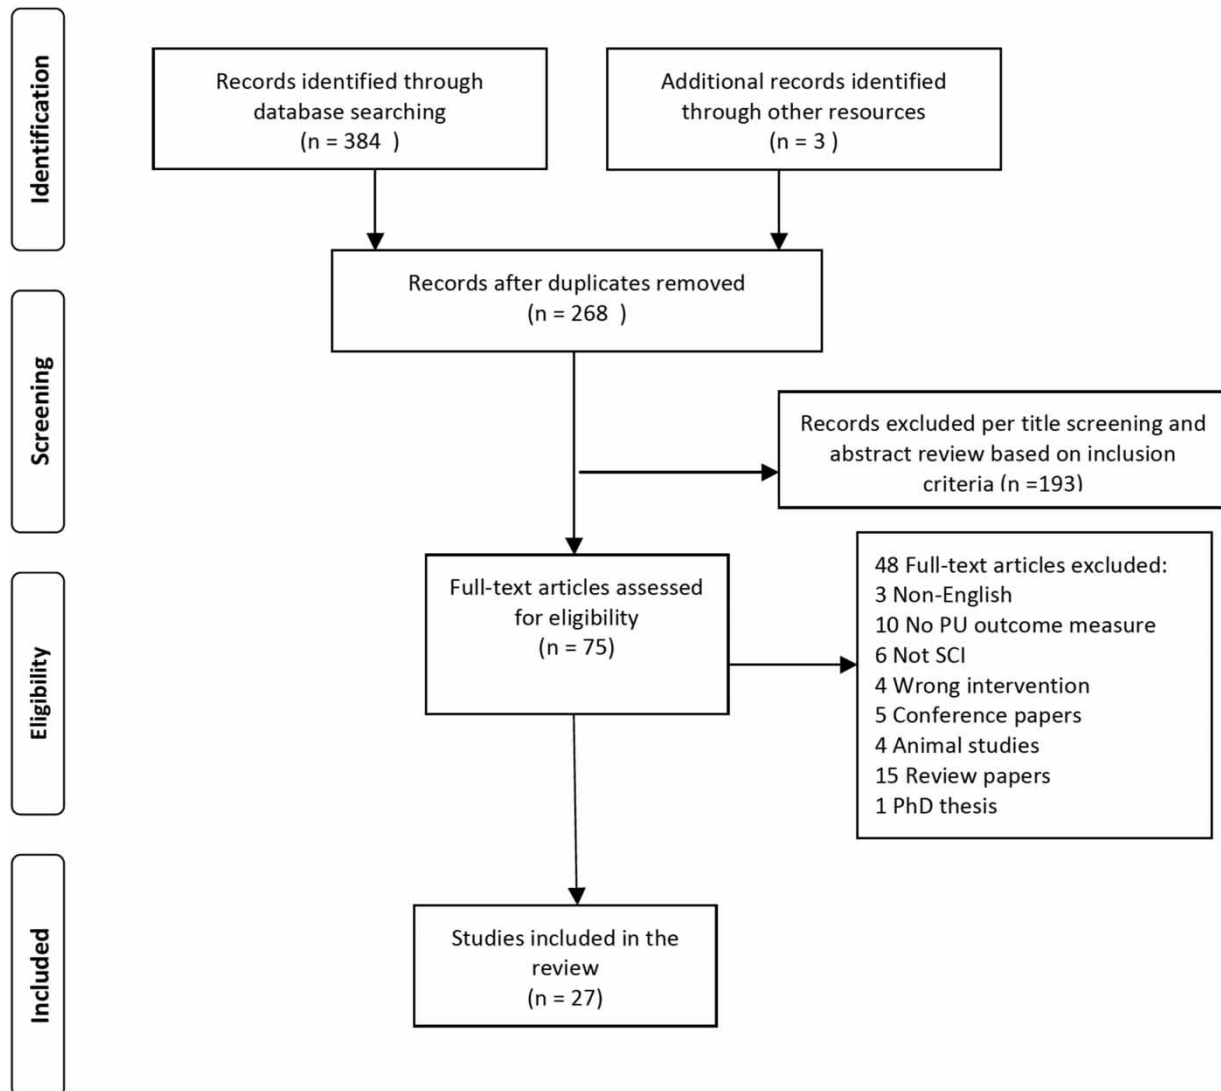 Identification
Records identified through
database searching
(n = 384 )
Additional records identified
through other resources
(n = 3 )
Records after duplicates removed
(n = 268 )
Screening
Records excluded per title screening and
abstract review based on inclusion
criteria (n =193)
Eligibility
Full-text articles assessed
for eligibility
(n = 75)
48 Full-text articles excluded:
3 Non-English
10 No PU outcome measure
6 Not SCI
4 Wrong intervention
5 Conference papers
4 Animal studies
15 Review papers
1 PhD thesis
Included
Studies included in the
review
(n = 27)